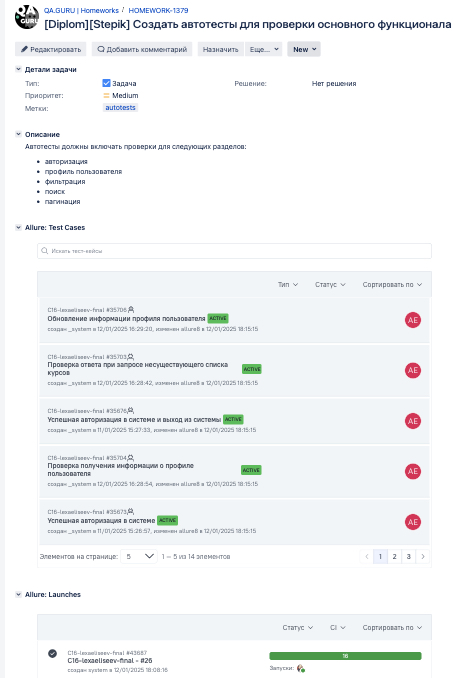 QA GURU
QA.GURU | Homeworks / HOMEWORK-1379
[Diplom][Stepik] Создать автотесты для проверки основного функционала
Редактировать Добавить комментарий Назначить Еще... New
Детали задачи
Тип: Задача Решение: Нет решения
Приоритет: Medium
Метки: autotests
Описание
Автотесты должны включать проверки для следующих разделов:
авторизация
профиль пользователя
фильтрация
поиск
пагинация
Allure: Test Cases
Искать тест-кейсы
Тип Статус Сортировать по
C16-lexaeliseev-final #35706
Обновление информации профиля пользователя ACTIVE
создан _system в 12/01/2025 16:29:20, изменен allure8 в 12/01/2025 18:15:15
AE
C16-lexaeliseev-final #35703
Проверка ответа при запросе несуществующего списка
курсов ACTIVE
создан _system в 12/01/2025 16:28:42, изменен allure8 в 12/01/2025 18:15:15
AE
C16-lexaeliseev-final #35676
Успешная авторизация в системе и выход из системы ACTIVE
создан _system в 11/01/2025 15:27:33, изменен allure8 в 12/01/2025 18:15:15
AE
C16-lexaeliseev-final #35704
Проверка получения информации о профиле
пользователя ACTIVE
создан _system в 12/01/2025 16:28:54, изменен allure8 в 12/01/2025 18:15:15
AE
C16-lexaeliseev-final #35673
Успешная авторизация в системе ACTIVE
создан _system в 11/01/2025 15:26:57, изменен allure8 в 12/01/2025 18:15:15
AE
Элементов на странице: 5 1 – 5 из 14 элементов 1 2 3
Allure: Launches
Статус CI Сортировать по
C16-lexaeliseev-final #43687
C16-lexaeliseev-final - #26
создан system в 12/01/2025 18:08:16
16
Запуски: